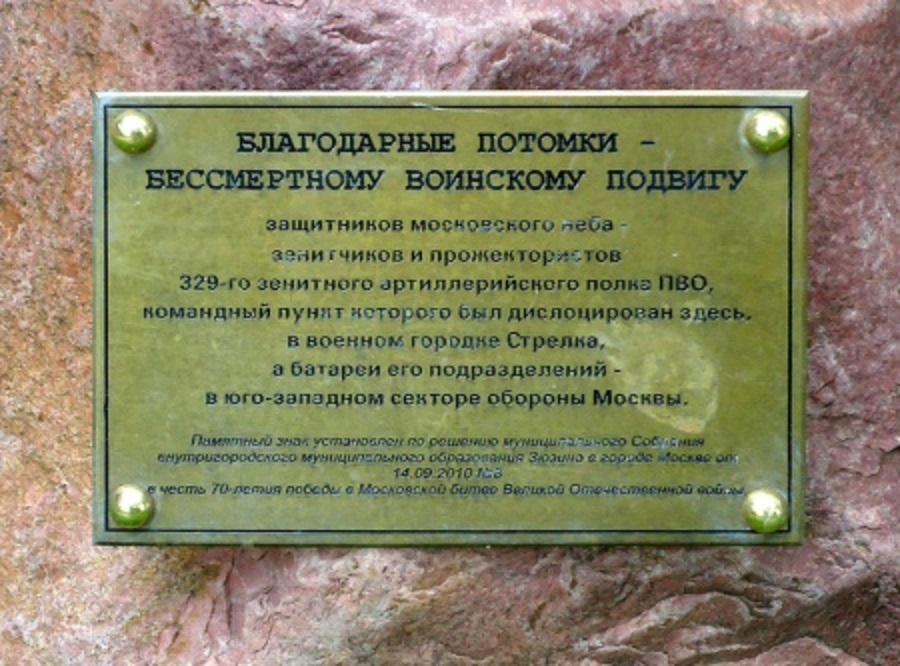 БЛАГОДАРНЫЕ ПОТОМКИ -
БЕССМЕРТНОМУ ВОИНСКОМУ ПОДВИГУ
защитников московского неба -
зенитчиков и прожектористов
329-го зенитного артиллерийского полка ПВО,
командный пункт которого был дислоцирован здесь,
в военном городке Стрелка,
а батареи его подразделений -
в юго-западном секторе обороны Москвы.
Памятный знак установлен по решению муниципального Собрания
внутригородского муниципального образования Зюзино в городе Москве от
14.09.2010
в честь 70-летия победы в Московской битве Великой Отечественной войны